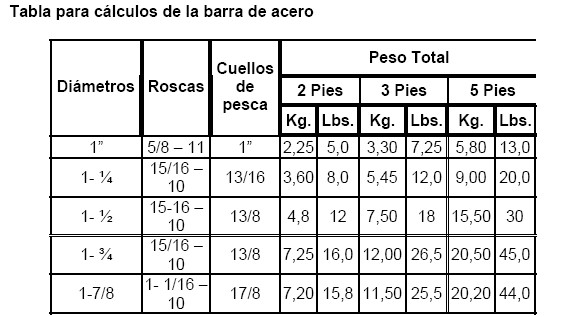 Tabla para cálculos de la barra de acero
Diámetros Roscas Cuellos de pesca Peso Total
2 Pies 3 Pies 5 Pies
Kg. Lbs. Kg. Lbs. Kg. Lbs.
1” 5/8 – 11 1” 2,25 5,0 3,30 7,25 5,80 13,0
1- ¼ 15/16 – 10 13/16 3,60 8,0 5,45 12,0 9,00 20,0
1- ½ 15-16 – 10 13/8 4,8 12 7,50 18 15,50 30
1- ¾ 15/16 – 10 13/8 7,25 16,0 12,00 26,5 20,50 45,0
1-7/8 1- 1/16 – 10 17/8 7,20 15,8 11,50 25,5 20,20 44,0